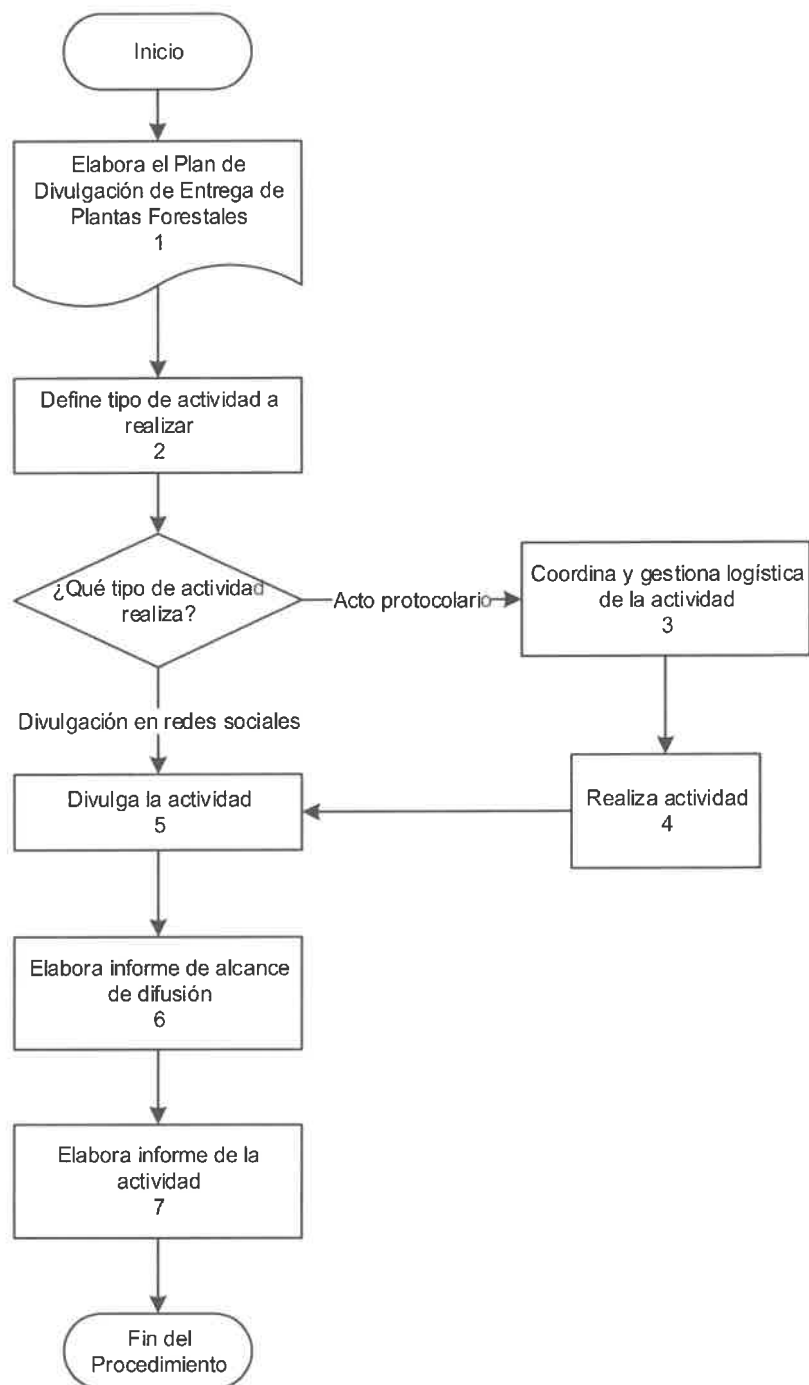 Inicio
Elabora el Plan de
Divulgación de Entrega de
Plantas Forestales
1
Define tipo de actividad a
realizar
2
¿Qué tipo de actividad
realiza?
Acto protocolario
Coordina y gestiona logística
de la actividad
3
Divulgación en redes sociales
Realiza actividad
4
Divulga la actividad
5
Elabora informe de alcance
de difusión
6
Elabora informe de la
actividad
7
Fin del
Procedimiento